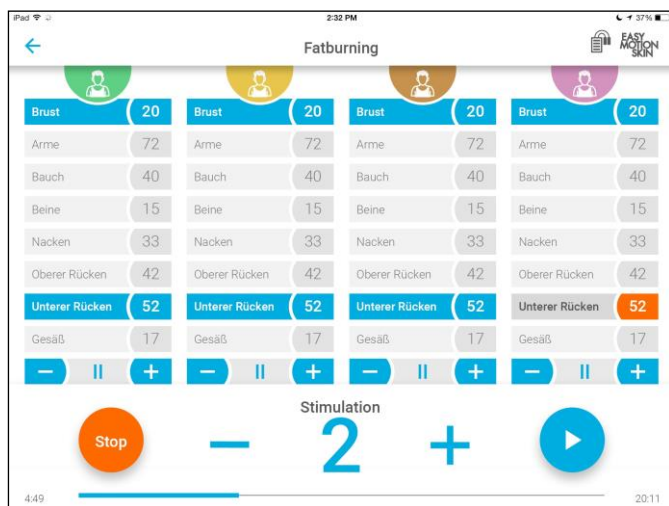 iPad 2:32 PM 37%
Fatburning
EASY
MOTION
SKIN
Brust 20 Brust 20 Brust 20 Brust 20
Arme 72 Arme 72 Arme 72 Arme 72
Bauch 40 Bauch 40 Bauch 40 Bauch 40
Beine 15 Beine 15 Beine 15 Beine 15
Nacken 33 Nacken 33 Nacken 33 Nacken 33
Oberer Rücken 42 Oberer Rücken 42 Oberer Rücken 42 Oberer Rücken 42
Unterer Rücken 52 Unterer Rücken 52 Unterer Rücken 52 Unterer Rücken 52
Gesäß 17 Gesäß 17 Gesäß 17 Gesäß 17
− + − + − + − +
Stimulation
Stop − 2 +
4:49 20:11